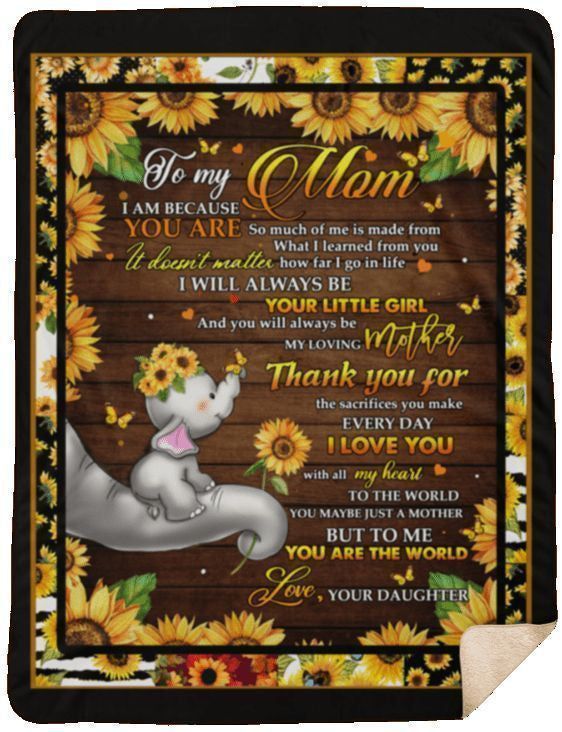 To my Mom
I AM BECAUSE
YOU ARE So much of me is made from
What I learned from you
It doesn't matter how far I go in life
I WILL ALWAYS BE
YOUR LITTLE GIRL
And you will always be
MY LOVING Mother
Thank you for
the sacrifices you make
EVERY DAY
I LOVE YOU
with all my heart
TO THE WORLD
YOU MAYBE JUST A MOTHER
BUT TO ME
YOU ARE THE WORLD
Love, YOUR DAUGHTER